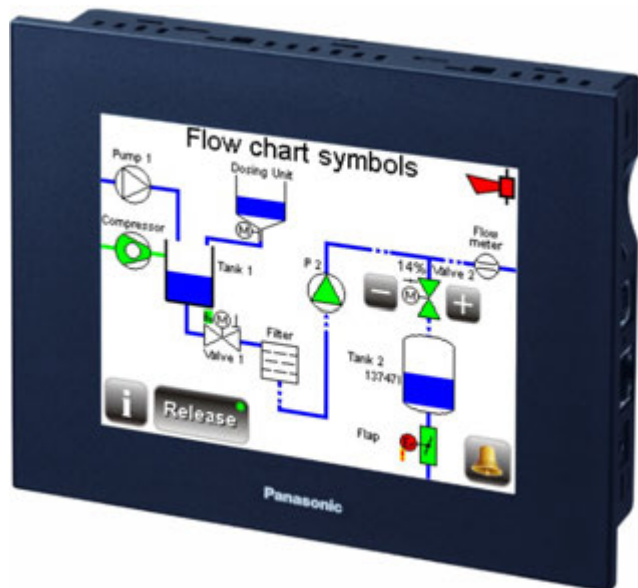 Flow chart symbols
Pump 1
Dosing Unit
M
Compressor
Tank 1
P 2
Flow
meter
14%
Valve 2
M
M
Valve 1
Filter
Tank 2
13747l
Flap
i
Release
Panasonic